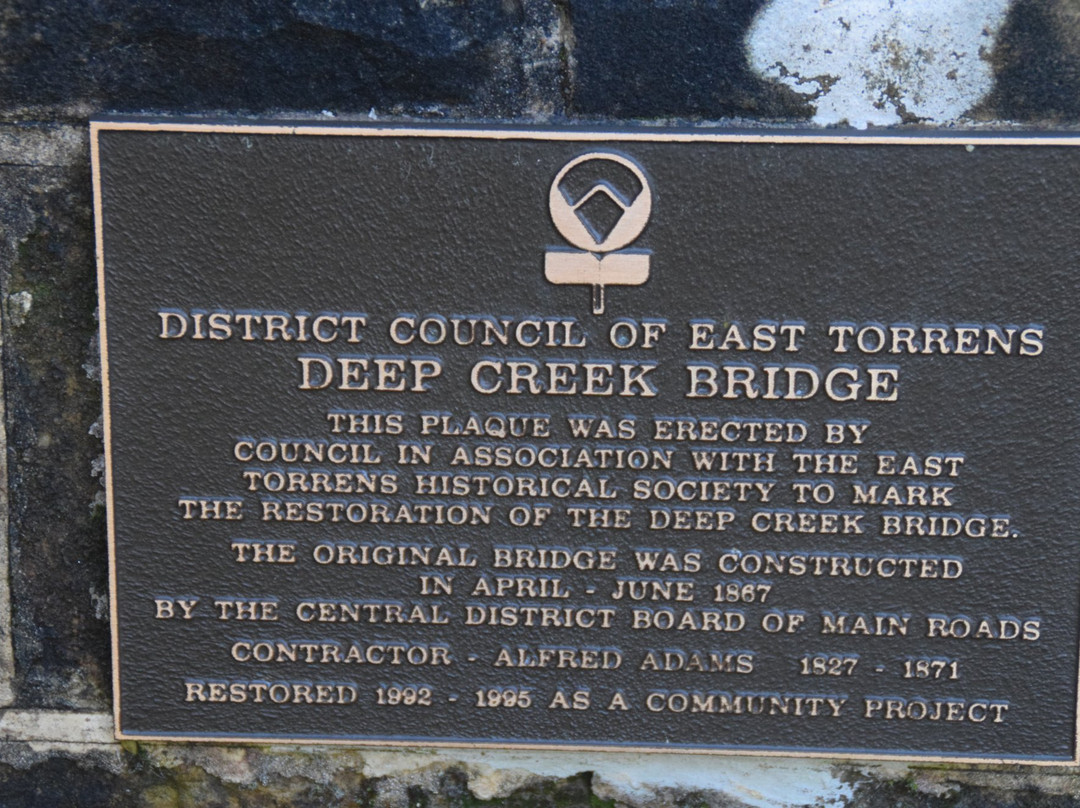 DISTRICT COUNCIL OF EAST TORRENS
DEEP CREEK BRIDGE
THIS PLAQUE WAS ERECTED BY
COUNCIL IN ASSOCIATION WITH THE EAST
TORRENS HISTORICAL SOCIETY TO MARK
THE RESTORATION OF THE DEEP CREEK BRIDGE.
THE ORIGINAL BRIDGE WAS CONSTRUCTED
IN APRIL - JUNE 1867
BY THE CENTRAL DISTRICT BOARD OF MAIN ROADS
CONTRACTOR - ALFRED ADAMS 1827 - 1871
RESTORED 1992 - 1995 AS A COMMUNITY PROJECT